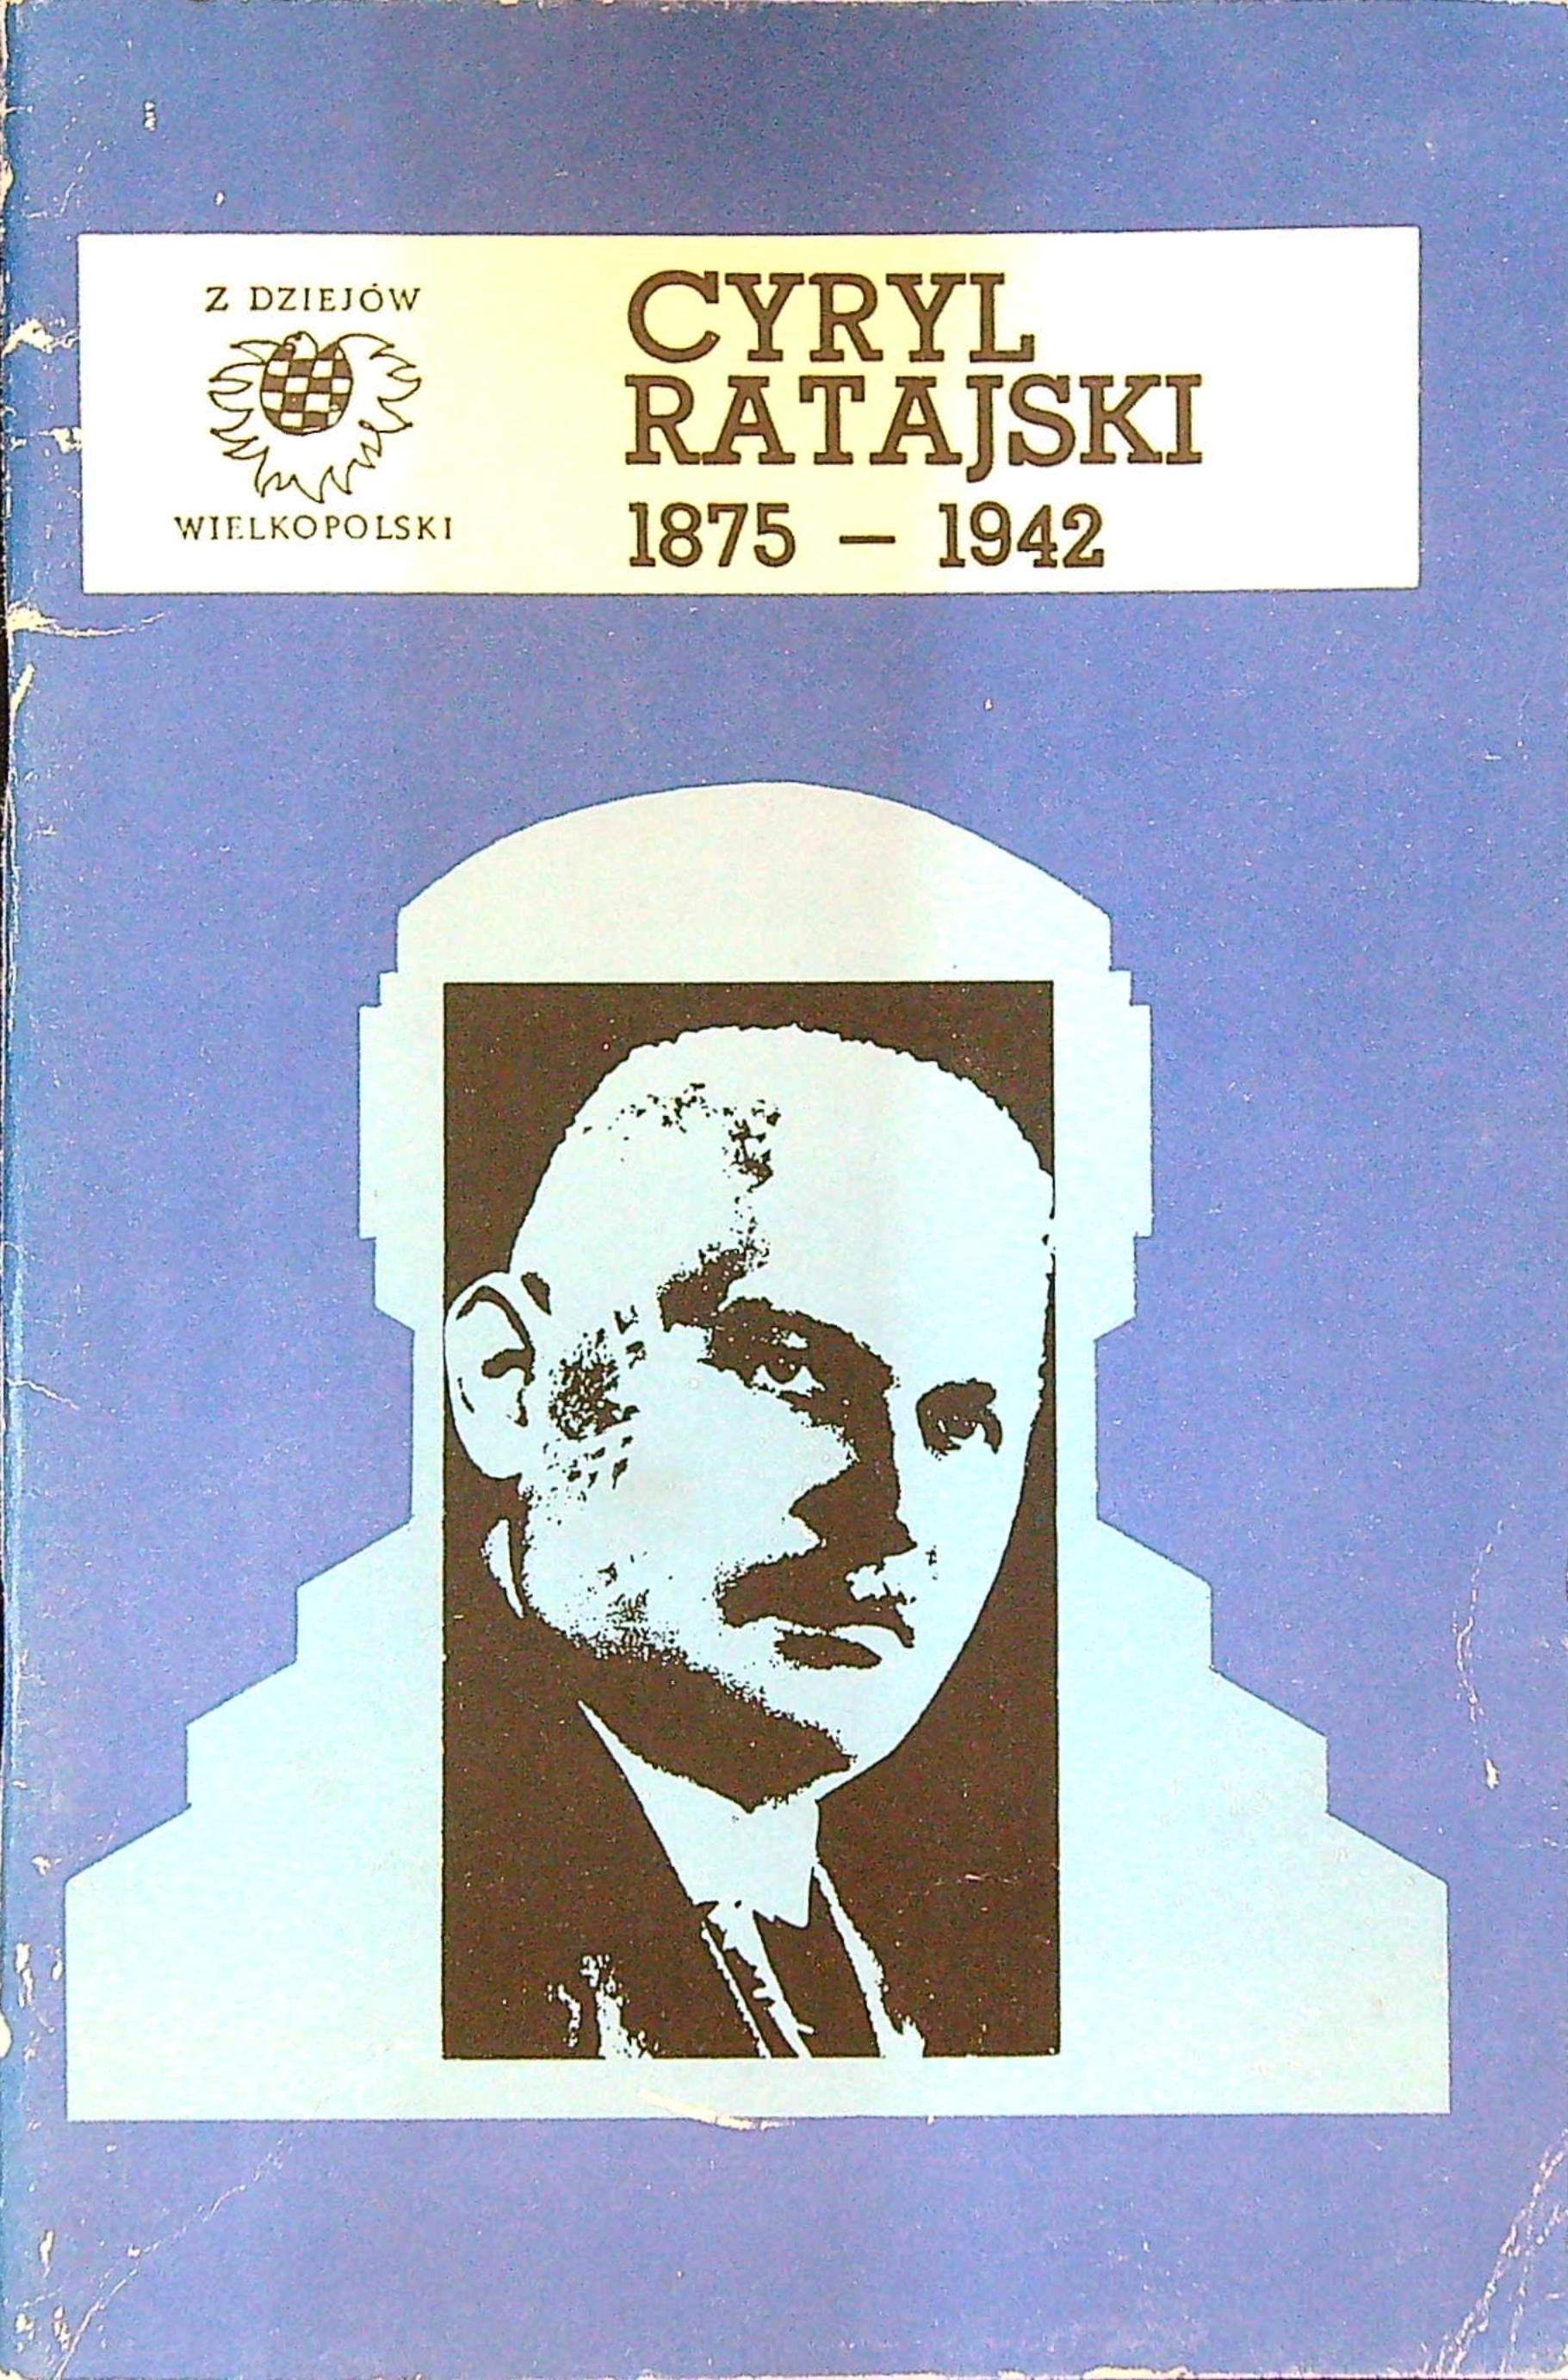 Z DZIEJÓW
WIELKOPOLSKI
CYRYL
RATAJSKI
1875 – 1942